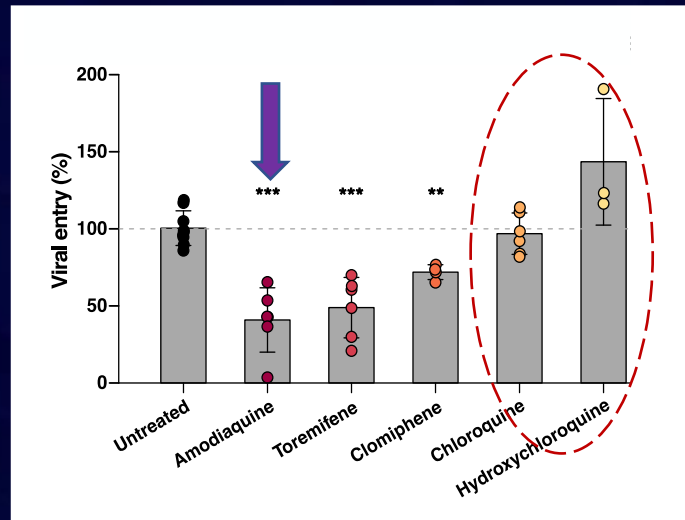 200
150
100
50
0
Viral entry (%)
***
***
**
Untreated
Amodiaquine
Toremifene
Clomiphene
Chloroquine
Hydroxychloroquine